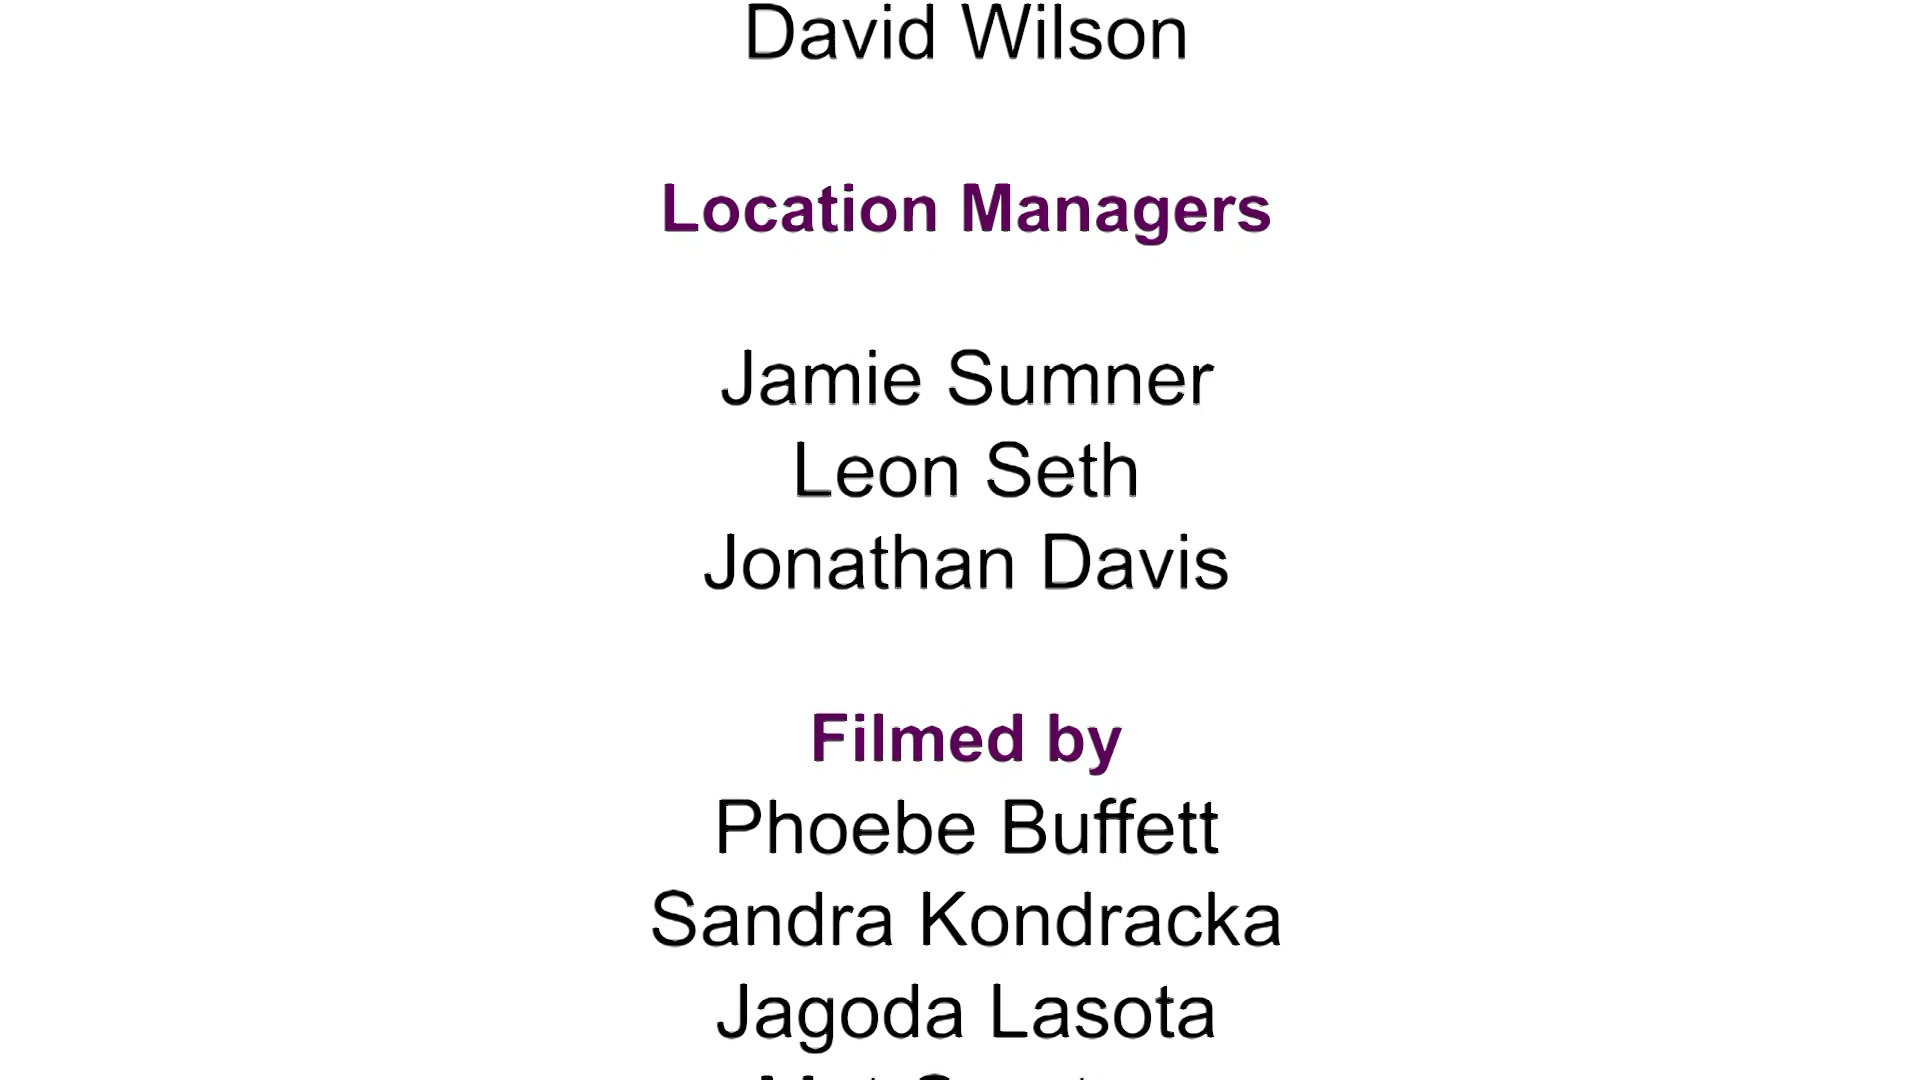 David Wilson
Location Managers
Jamie Sumner
Leon Seth
Jonathan Davis
Filmed by
Phoebe Buffett
Sandra Kondracka
Jagoda Lasota